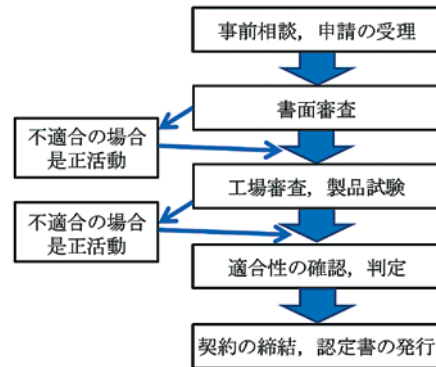 事前相談，申請の受理
書面審査
不適合の場合
是正活動
工場審査，製品試験
不適合の場合
是正活動
適合性の確認，判定
契約の締結，認定書の発行